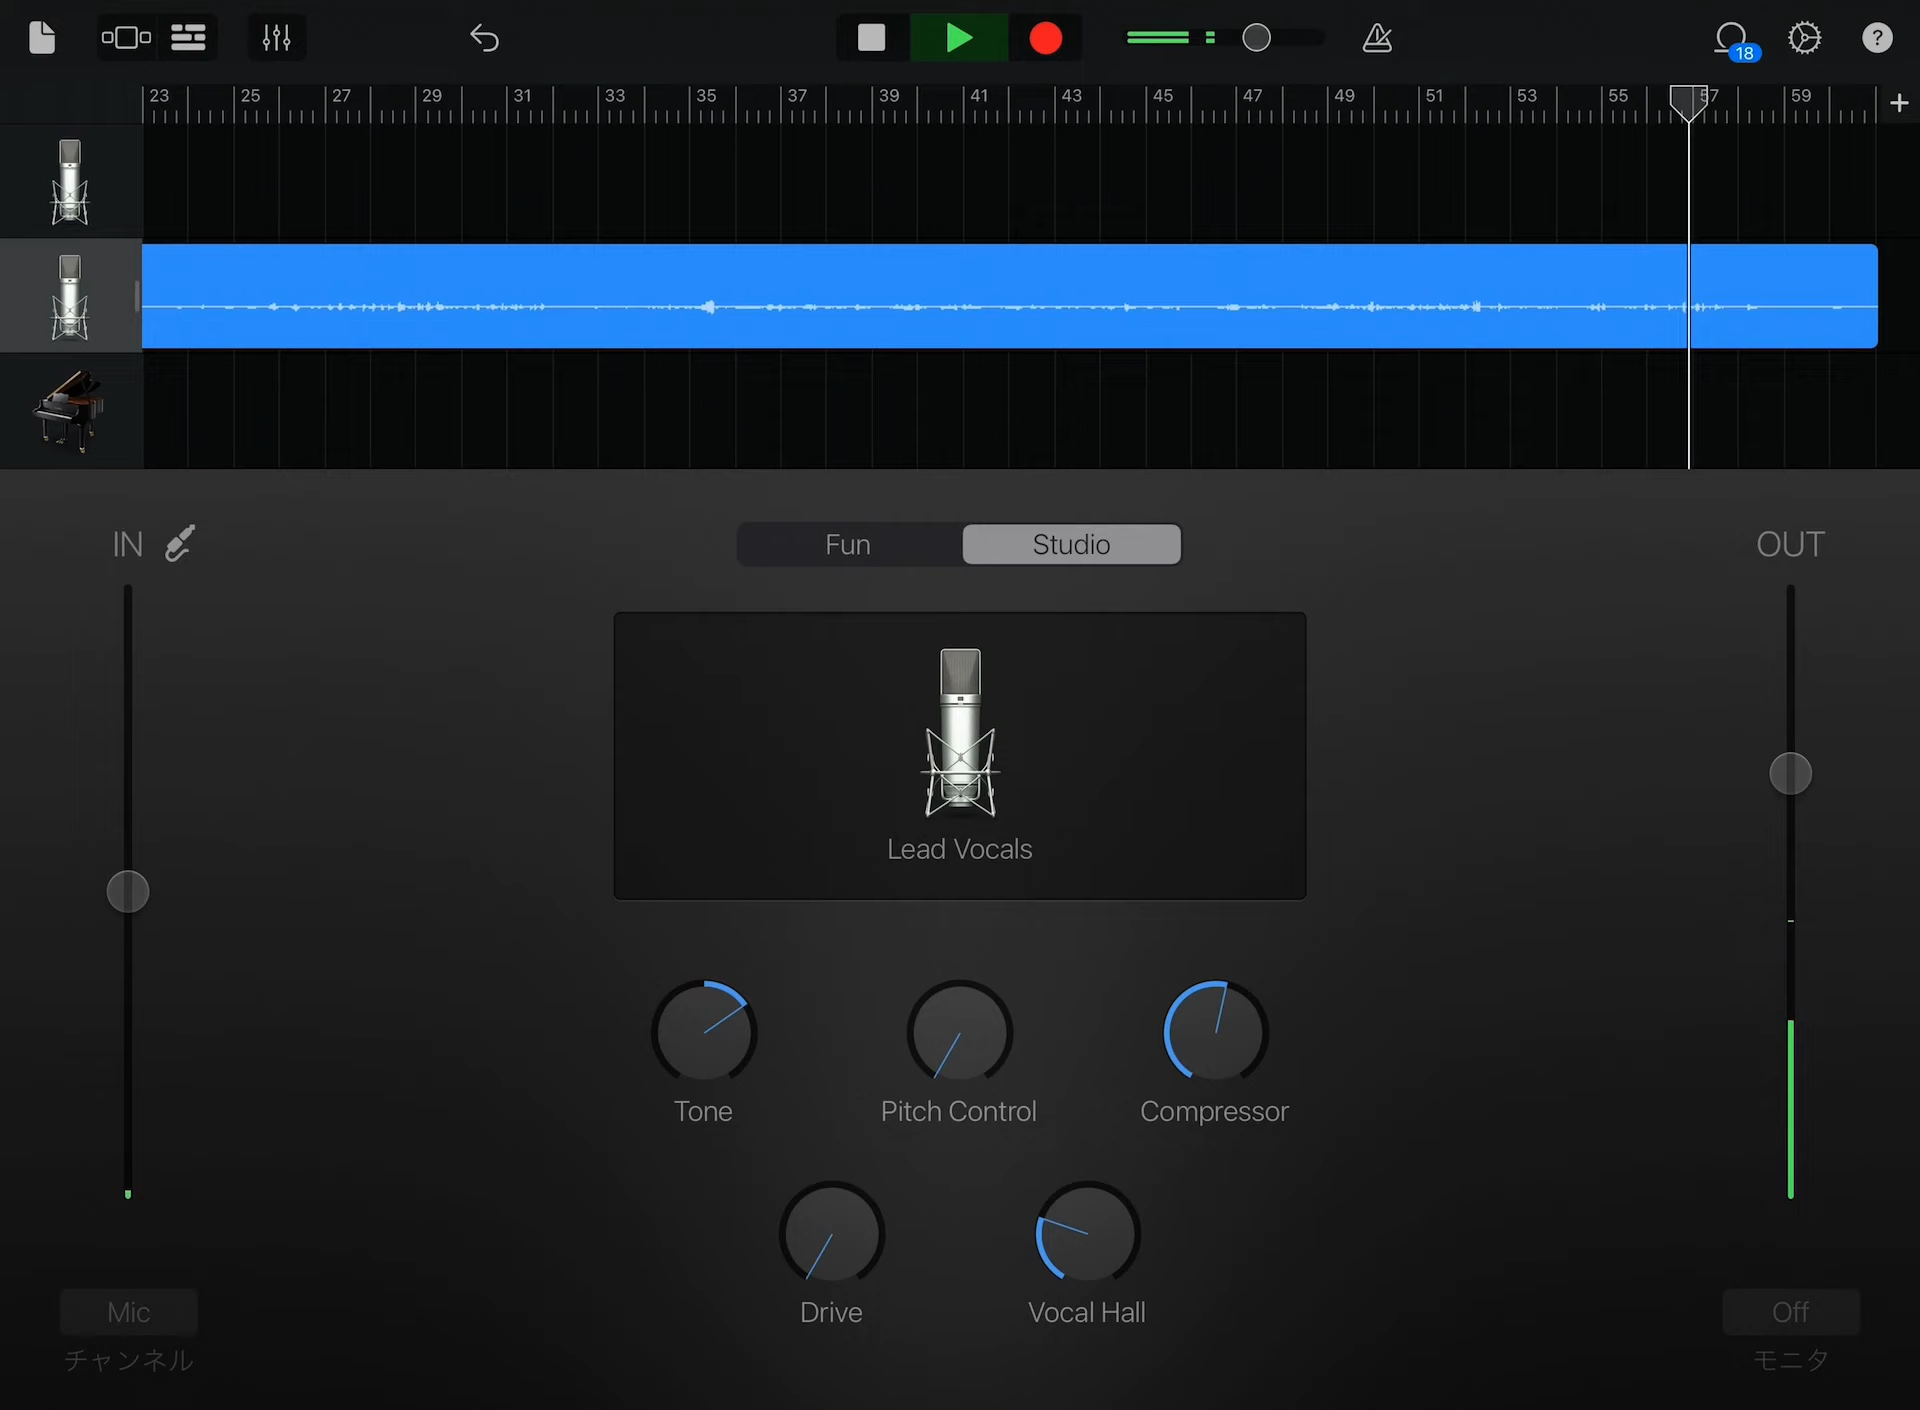 18
?
23 25 27 29 31 33 35 37 39 41 43 45 47 49 51 53 55 57 59
IN
Fun Studio
OUT
Lead Vocals
Tone Pitch Control Compressor
Drive Vocal Hall
Mic
チャンネル
Off
モニタ